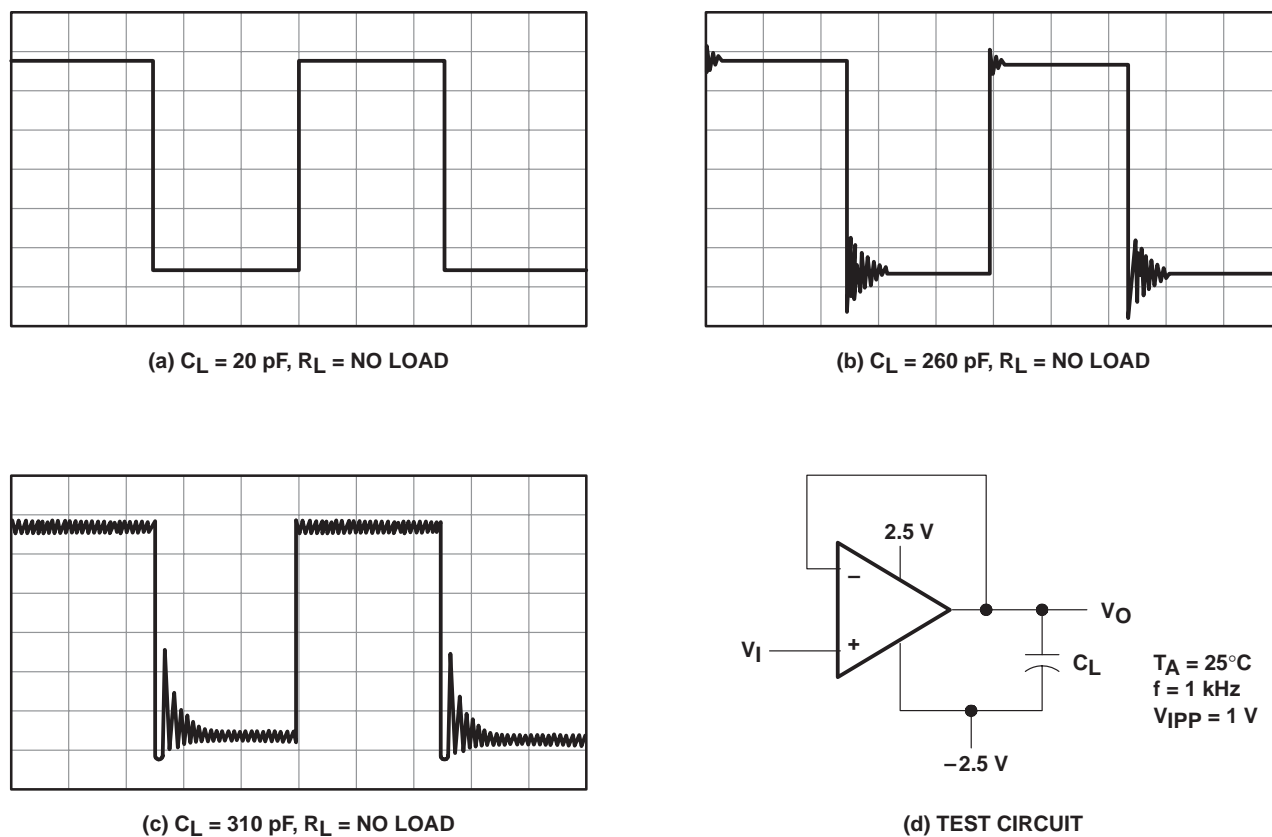 (a) CL = 20 pF, RL = NO LOAD
(b) CL = 260 pF, RL = NO LOAD
(c) CL = 310 pF, RL = NO LOAD
2.5 V
−
+
VI
VO
CL
−2.5 V
TA = 25°C
f = 1 kHz
VIPP = 1 V
(d) TEST CIRCUIT